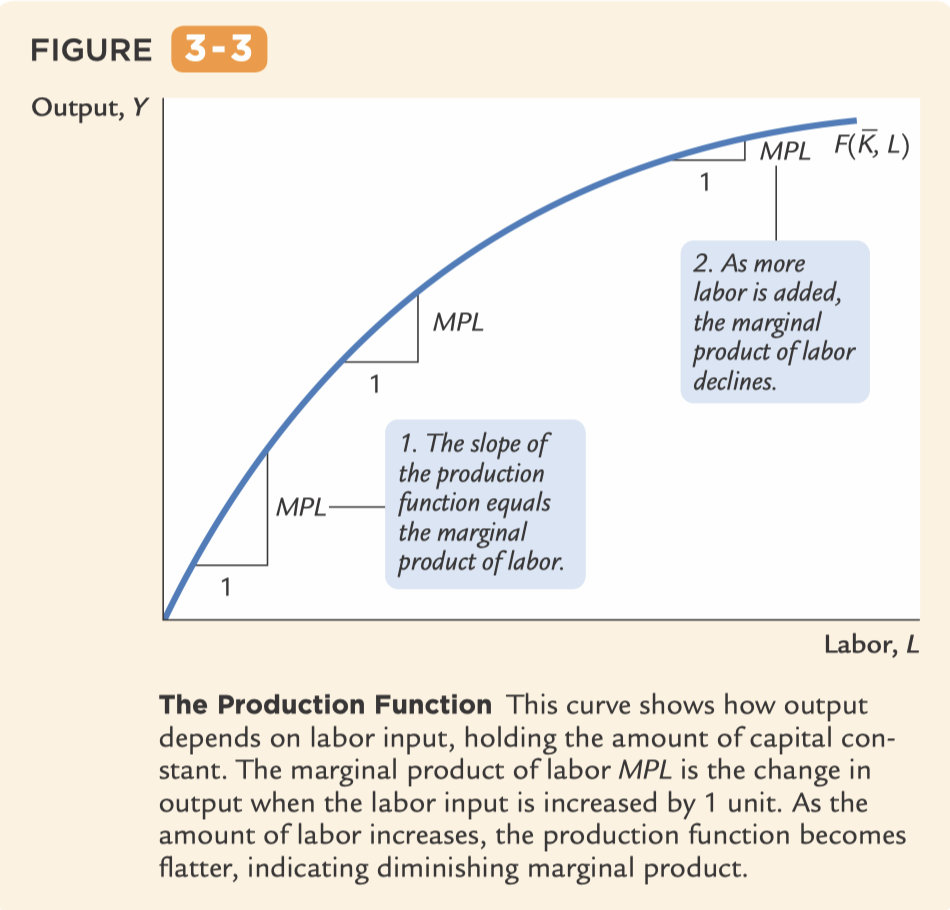 FIGURE 3-3
Output, Y
MPL
F(K̅, L)
1
2. As more
labor is added,
the marginal
product of labor
declines.
MPL
1
1. The slope of
the production
function equals
the marginal
product of labor.
MPL
1
Labor, L
The Production Function This curve shows how output
depends on labor input, holding the amount of capital con-
stant. The marginal product of labor MPL is the change in
output when the labor input is increased by 1 unit. As the
amount of labor increases, the production function becomes
flatter, indicating diminishing marginal product.